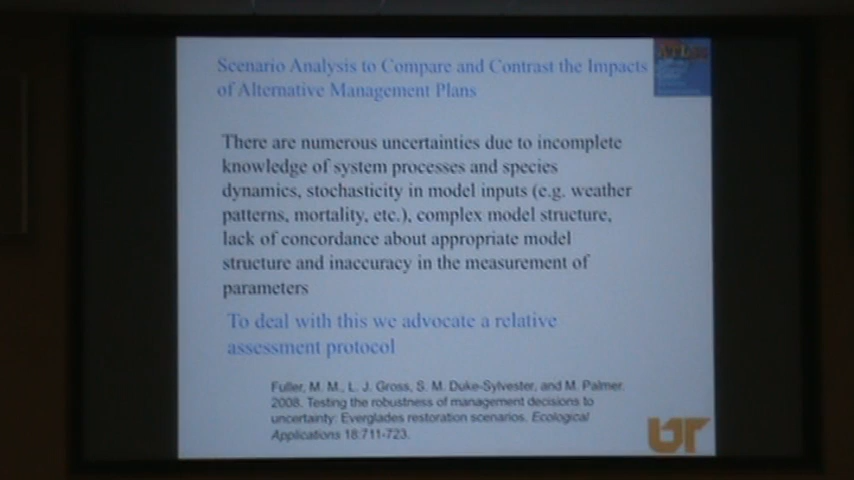 Scenario Analysis to Compare and Contrast the Impacts
of Alternative Management Plans
There are numerous uncertainties due to incomplete
knowledge of system processes and species
dynamics, stochasticity in model inputs (e.g. weather
patterns, mortality, etc.), complex model structure,
lack of concordance about appropriate model
structure and inaccuracy in the measurement of
parameters
To deal with this we advocate a relative
assessment protocol
Fuller, M. M., L. J. Gross, S. M. Duke-Sylvester, and M. Palmer.
2008. Testing the robustness of management decisions to
uncertainty: Everglades restoration scenarios. Ecological
Applications 18:711-723.
UT